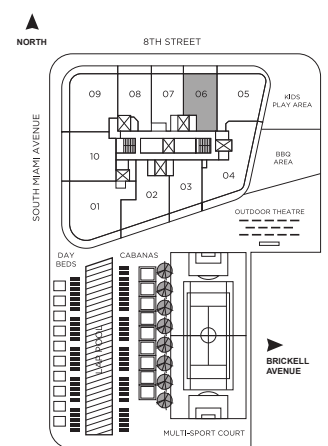 NORTH
8TH STREET
SOUTH MIAMI AVENUE
09
08
07
06
05
KIDS
PLAY AREA
10
BBQ
AREA
04
03
02
01
OUTDOOR THEATRE
DAY
BEDS
CABANAS
LAP POOL
BRICKELL
AVENUE
MULTI-SPORT COURT